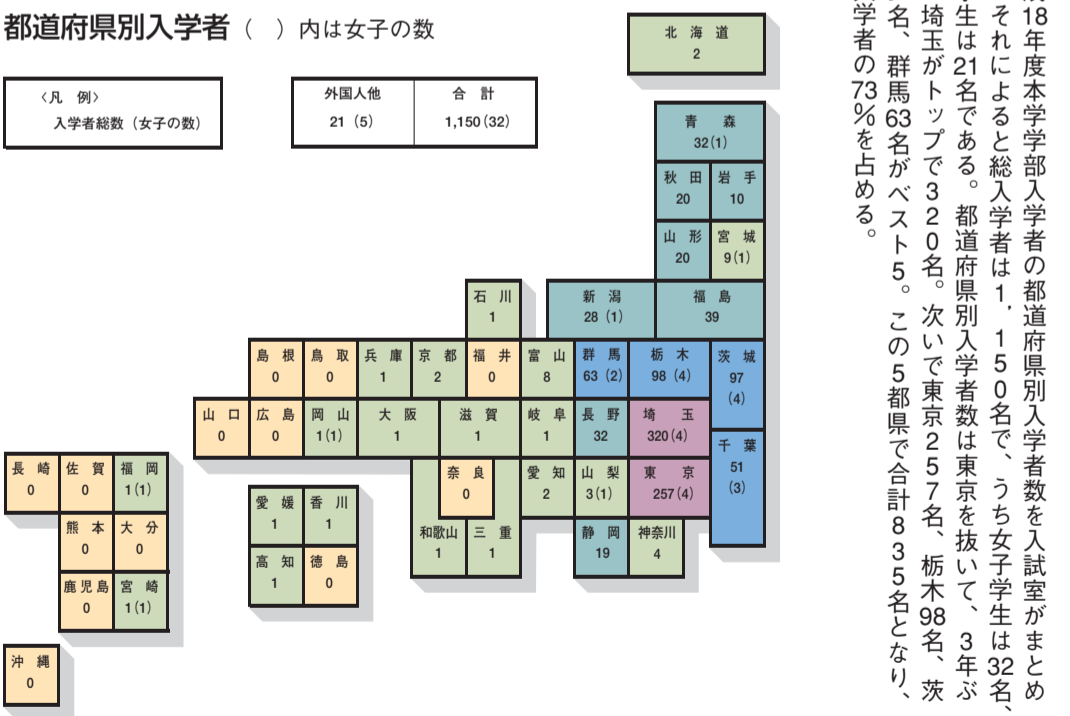 都道府県別入学者（　）内は女子の数
〈凡　例〉
入学者総数（女子の数）
外国人他
21（5）
合　計
1,150（32）
北　海　道
2
青　森
32（1）
秋　田
20
岩　手
10
山　形
20
宮　城
9（1）
石　川
1
新　潟
28（1）
福　島
39
島　根
0
鳥　取
0
兵　庫
1
京　都
2
福　井
0
富　山
8
群　馬
63（2）
栃　木
98（4）
茨　城
97
（4）
山　口
0
広　島
0
岡　山
1（1）
大　阪
1
滋　賀
1
岐　阜
1
長　野
32
埼　玉
320（4）
千　葉
51
（3）
長　崎
0
佐　賀
0
福　岡
1（1）
奈　良
0
愛　知
2
山　梨
3（1）
東　京
257（4）
愛　媛
1
香　川
1
熊　本
0
大　分
0
和歌山
1
三　重
1
静　岡
19
神奈川
4
高　知
1
徳　島
0
鹿児島
0
宮　崎
1（1）
沖　縄
0
18年度本学学部入学者の都道府県別入学者数を入試室がまとめ
それによると総入学者は1，150名で、うち女子学生は32名、
生は21名である。都道府県別入学者数は東京を抜いて、3年ぶ
埼玉がトップで320名。次いで東京257名、栃木98名、茨
名、群馬63名がベスト5。この5都県で合計835名となり、
学者の73％を占める。